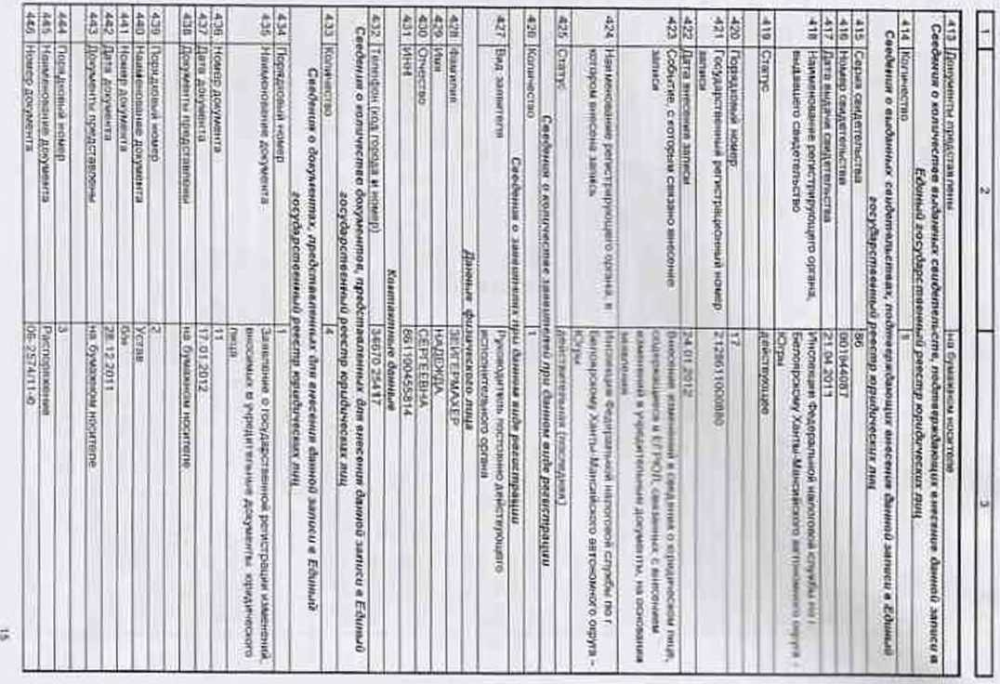 1 2 3
413 Документы представлены на бумажном носителе
Сведения о количестве выданных свидетельств, подтверждающих внесение данной записи в
Единый государственный реестр юридических лиц
414 Количество 1
Сведения о выданных свидетельствах, подтверждающих внесение данной записи в Единый
государственный реестр юридических лиц
415 Серия свидетельства 86
416 Номер свидетельства
417 Дата выдачи свидетельства 21.04.2011
418 Наименование регистрирующего органа, Инспекция Федеральной налоговой службы по г.
выдавшего свидетельство Белоярскому Ханты-Мансийского автономного округа -
Югры
419 Статус действующее
420 Порядковый номер 17
421 Государственный регистрационный номер 2128611000880
записи
422 Дата внесения записи 24.01.2012
423 Событие, с которым связано внесение Внесение изменений в сведения о юридическом лице,
записи содержащиеся в ЕГРЮЛ, связанных с внесением
изменений в учредительные документы, на основании
заявления
424 Наименование регистрирующего органа, в Инспекция Федеральной налоговой службы по г.
котором внесена запись Белоярскому Ханты-Мансийского автономного округа -
Югры
425 Статус действительная (последняя)
Сведения о количестве заявителей при данном виде регистрации
426 Количество 1
Сведения о заявителях при данном виде регистрации
427 Вид заявителя Руководитель постоянно действующего
исполнительного органа
Данные физического лица
428 Фамилия ЗЕЙГЕРМАХЕР
429 Имя НАДЕЖДА
430 Отчество СЕРГЕЕВНА
431 ИНН 861100455814
Контактные данные
432 Телефон (код города и номер) 34670 25417
Сведения о количестве документов, представленных для внесения данной записи в Единый
государственный реестр юридических лиц
433 Количество 4
Сведения о документах, представленных для внесения данной записи в Единый
государственный реестр юридических лиц
434 Порядковый номер 1
435 Наименование документа Заявление о государственной регистрации изменений,
вносимых в учредительные документы юридического
лица
436 Номер документа 11
437 Дата документа 17.01.2012
438 Документы представлены на бумажном носителе
439 Порядковый номер 2
440 Наименование документа Устав
441 Номер документа б/н
442 Дата документа 28.12.2011
443 Документы представлены на бумажном носителе
444 Порядковый номер 3
445 Наименование документа Распоряжение
446 Номер документа 06-2574/11-0
15